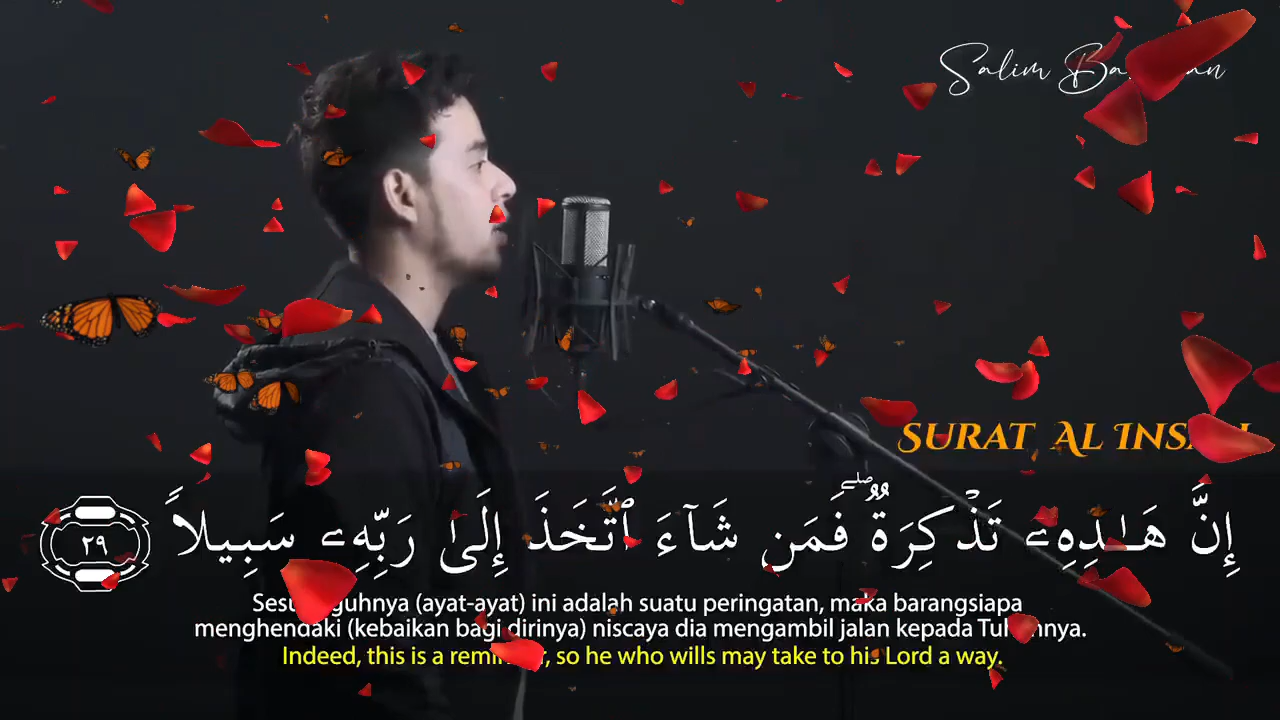 Salim
SURAT AL
إِنَّ هَـٰذِهِۦ تَذْكِرَةٌۭ ۖ فَمَن شَآءَ ٱتَّخَذَ إِلَىٰ رَبِّهِۦ سَبِيلاً ٢٩
(ayat-ayat) ini adalah suatu peringatan, maka barangsiapa
menghendaki (kebaikan bagi dirinya) niscaya dia mengambil jalan kepada
Indeed, this is a so he who wills may take to his Lord a way.